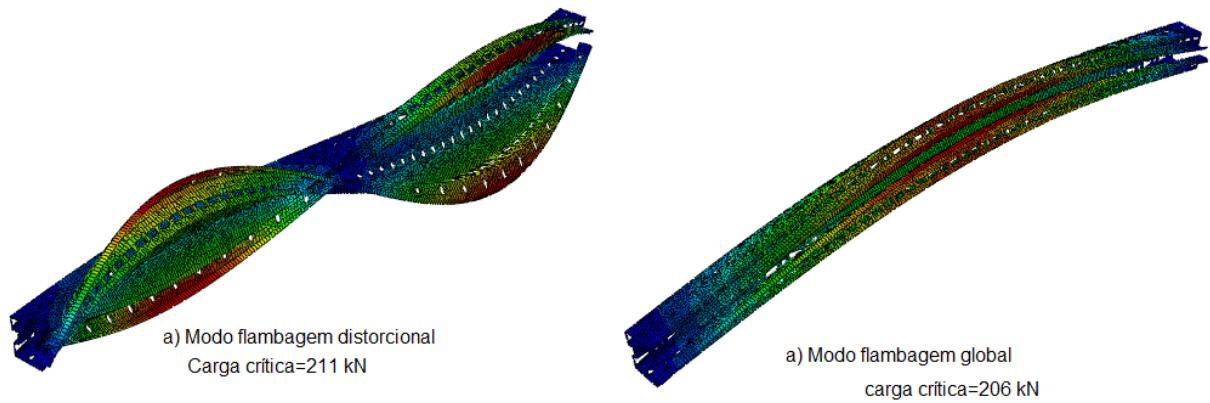 a) Modo flambagem distorcional
Carga crítica=211 kN
a) Modo flambagem global
carga crítica=206 kN